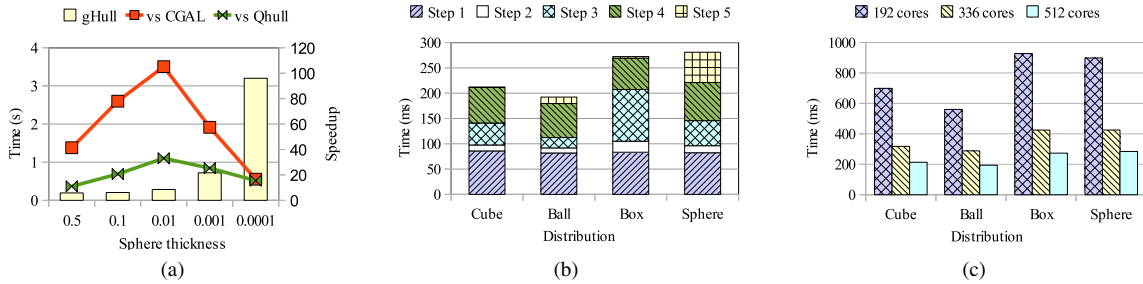 gHull vs CGAL vs Qhull
4 120
100
3 80
2 60
40
1 20
0 0
Time (s)
Speedup
0.5 0.1 0.01 0.001 0.0001
Sphere thickness
(a)
Step 1 Step 2 Step 3 Step 4 Step 5
300
250
200
150
100
50
0
Time (ms)
Cube Ball Box Sphere
Distribution
(b)
192 cores 336 cores 512 cores
1000
800
600
400
200
0
Time (ms)
Cube Ball Box Sphere
Distribution
(c)